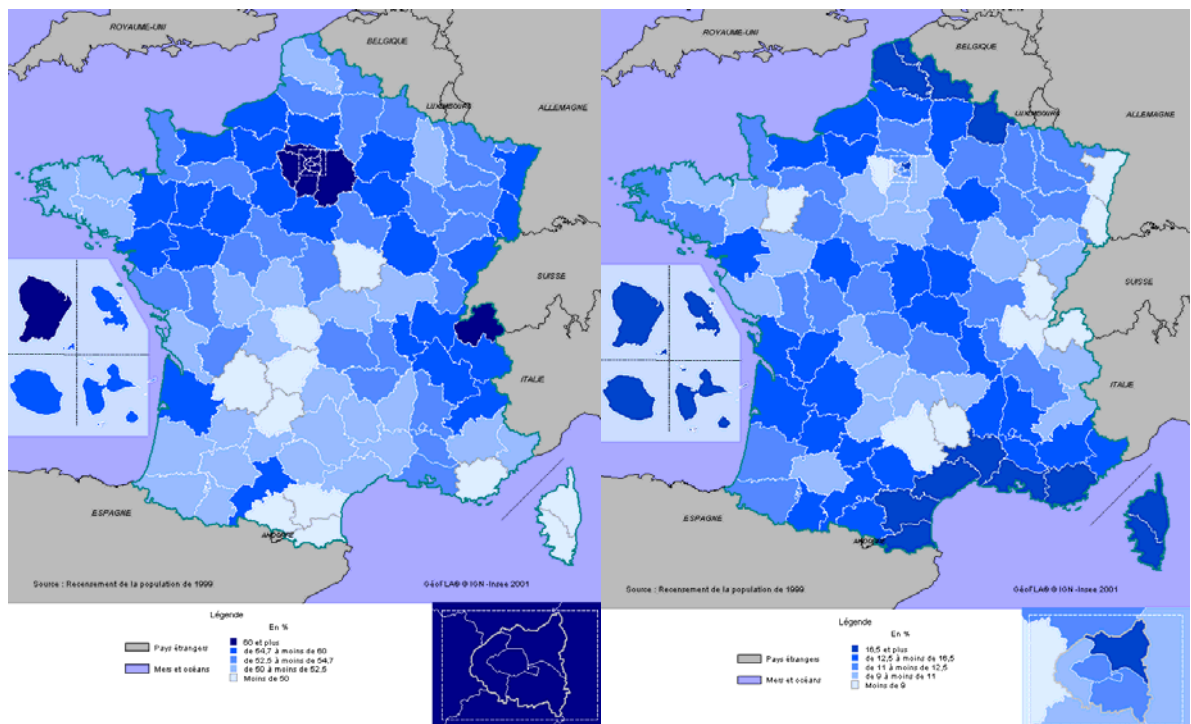 ROYAUME-UNI
BELGIQUE
LUXEMBOURG
ALLEMAGNE
SUISSE
ITALIE
ESPAGNE
ANDORRE
Source : Recensement de la population de 1999
GéoFLA® © IGN -Insee 2001
Légende
En %
Pays étrangers
Mers et océans
60 et plus
de 54,7 à moins de 60
de 52,5 à moins de 54,7
de 50 à moins de 52,5
Moins de 50
ROYAUME-UNI
BELGIQUE
LUXEMBOURG
ALLEMAGNE
SUISSE
ITALIE
ESPAGNE
ANDORRE
Source : Recensement de la population de 1999
GéoFLA® © IGN -Insee 2001
Légende
En %
Pays étrangers
Mers et océans
16,5 et plus
de 12,5 à moins de 16,5
de 11 à moins de 12,5
de 9 à moins de 11
Moins de 9